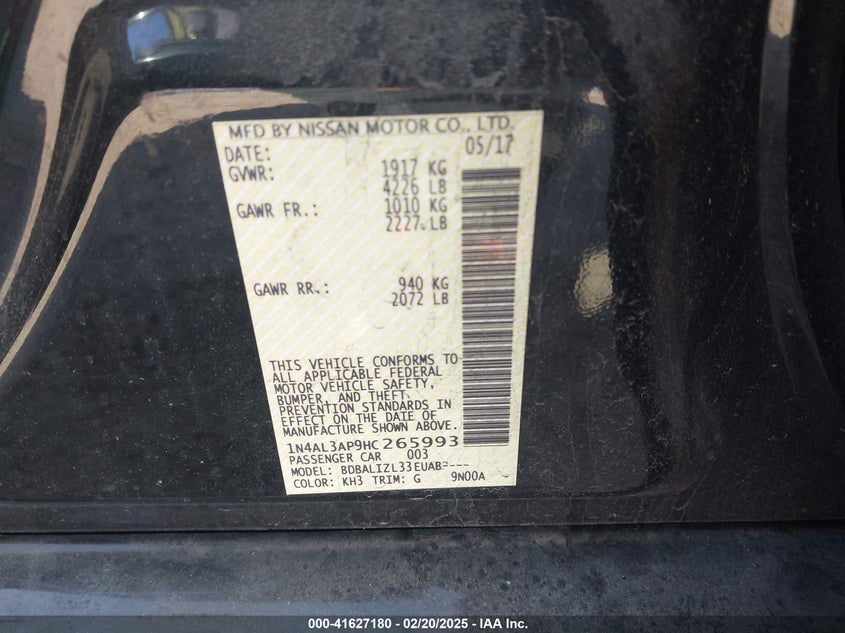 MFD BY NISSAN MOTOR CO., LTD.
DATE: 05/17
GVWR: 1917 KG
4226 LB
GAWR FR.: 1010 KG
2227 LB
GAWR RR.: 940 KG
2072 LB
THIS VEHICLE CONFORMS TO
ALL APPLICABLE FEDERAL
MOTOR VEHICLE SAFETY,
BUMPER, AND THEFT
PREVENTION STANDARDS IN
EFFECT ON THE DATE OF
MANUFACTURE SHOWN ABOVE.
1N4AL3AP9HC265993
PASSENGER CAR 003
MODEL: BDBALIZL33EUAB----
COLOR: KH3 TRIM: G 9N00A
000-41627180 - 02/20/2025 - IAA Inc.